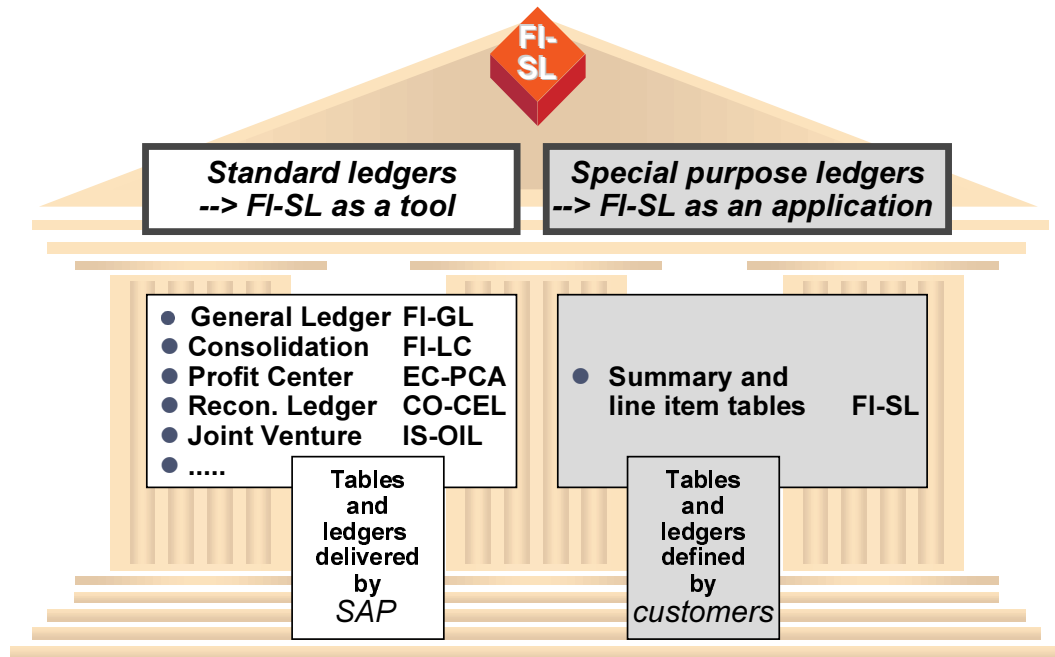 FI-
SL
Standard ledgers
--> FI-SL as a tool
Special purpose ledgers
--> FI-SL as an application
General Ledger FI-GL
Consolidation FI-LC
Profit Center EC-PCA
Recon. Ledger CO-CEL
Joint Venture IS-OIL
.....
Summary and
line item tables FI-SL
Tables
and
ledgers
delivered
by
SAP
Tables
and
ledgers
defined
by
customers